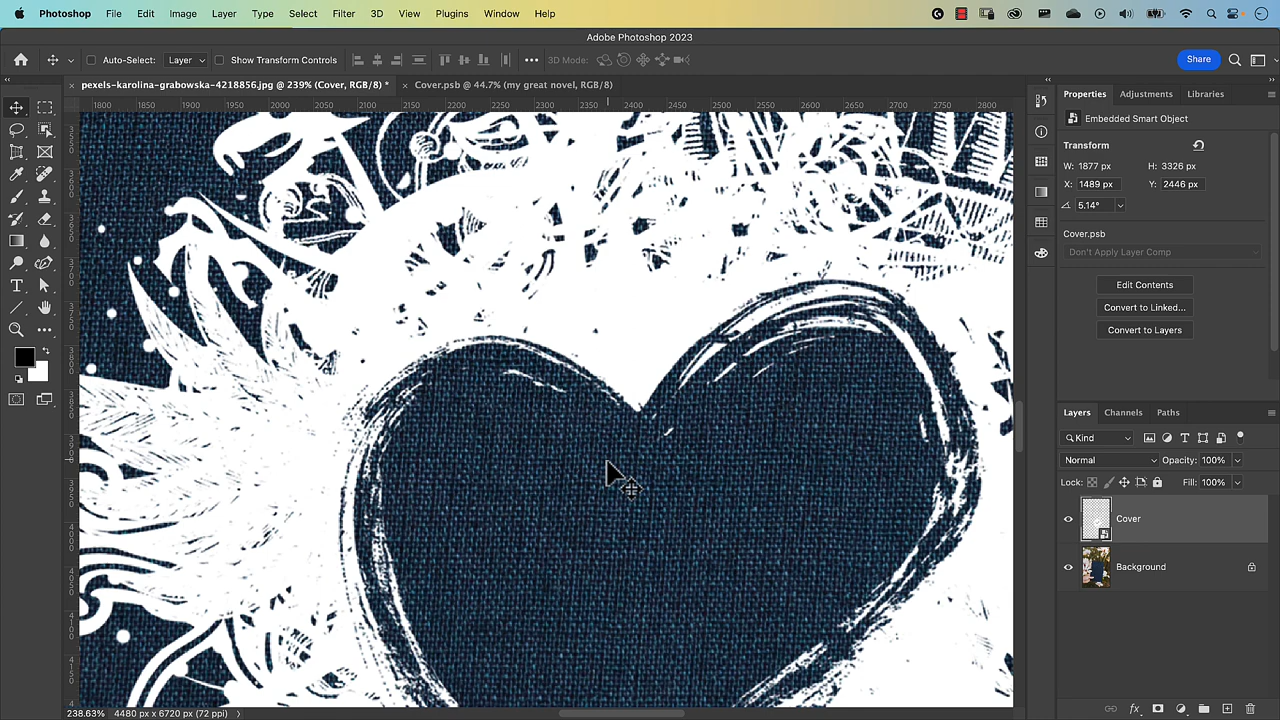 Photoshop File Edit Image Layer Type Select Filter 3D View Plugins Window Help
Adobe Photoshop 2023
Auto-Select: Layer Show Transform Controls 3D Mode: Share
pexels-karolina-grabowska-4218856.jpg @ 239% (Cover, RGB/8) * Cover.psb @ 44.7% (my great novel, RGB/8)
1800 1850 1900 1950 2000 2050 2100 2150 2200 2250 2300 2350 2400 2450 2500 2550 2600 2650 2700 2750 2800
Properties Adjustments Libraries
Embedded Smart Object
Transform
W: 1877 px H: 3326 px
X: 1489 px Y: 2446 px
5.14°
Cover.psb
Don't Apply Layer Comp
Edit Contents
Convert to Linked...
Convert to Layers
Layers Channels Paths
Kind
Normal Opacity: 100%
Lock: Fill: 100%
Cover
Background
238.63% 4480 px x 6720 px (72 ppi)